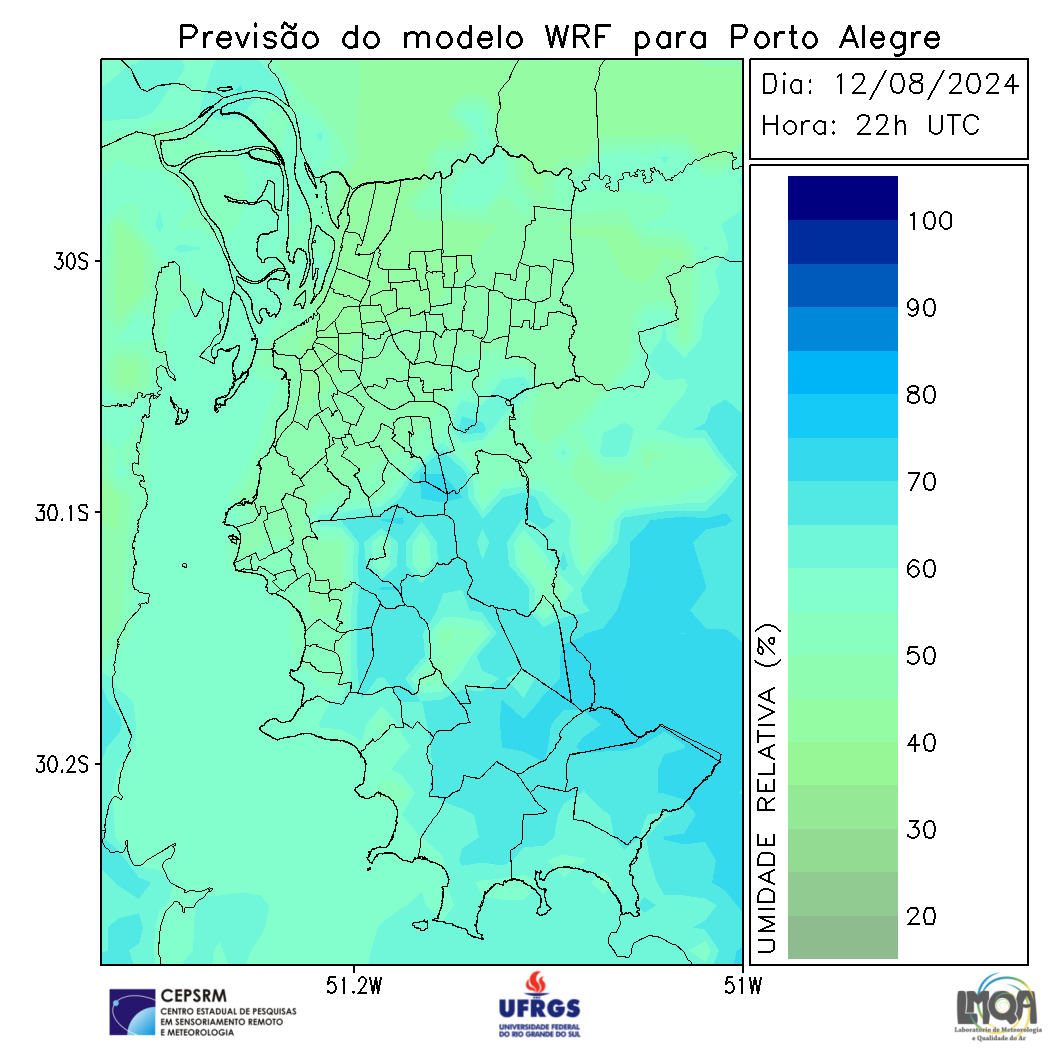 Previsão do modelo WRF para Porto Alegre
Dia: 12/08/2024
Hora: 22h UTC
30S
30.1S
30.2S
51.2W
51W
100
90
80
70
60
50
40
30
20
UMIDADE RELATIVA (%)
CEPSRM
CENTRO ESTADUAL DE PESQUISAS
EM SENSORIAMENTO REMOTO
E METEOROLOGIA
UFRGS
UNIVERSIDADE FEDERAL
DO RIO GRANDE DO SUL
LMQA
Laboratório de Meteorologia
e Qualidade do Ar